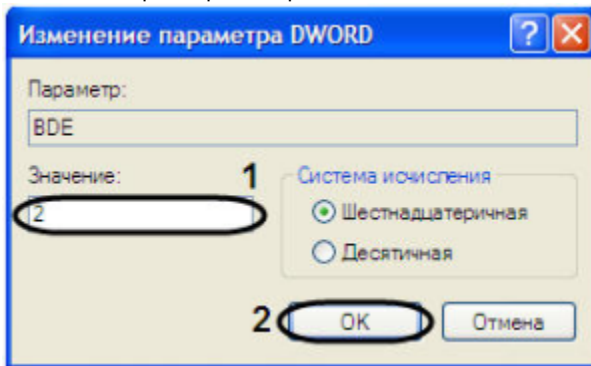 Изменение параметра DWORD
Параметр:
BDE
Значение:
1
Система исчисления
2
Шестнадцатеричная
Десятичная
2
OK
Отмена